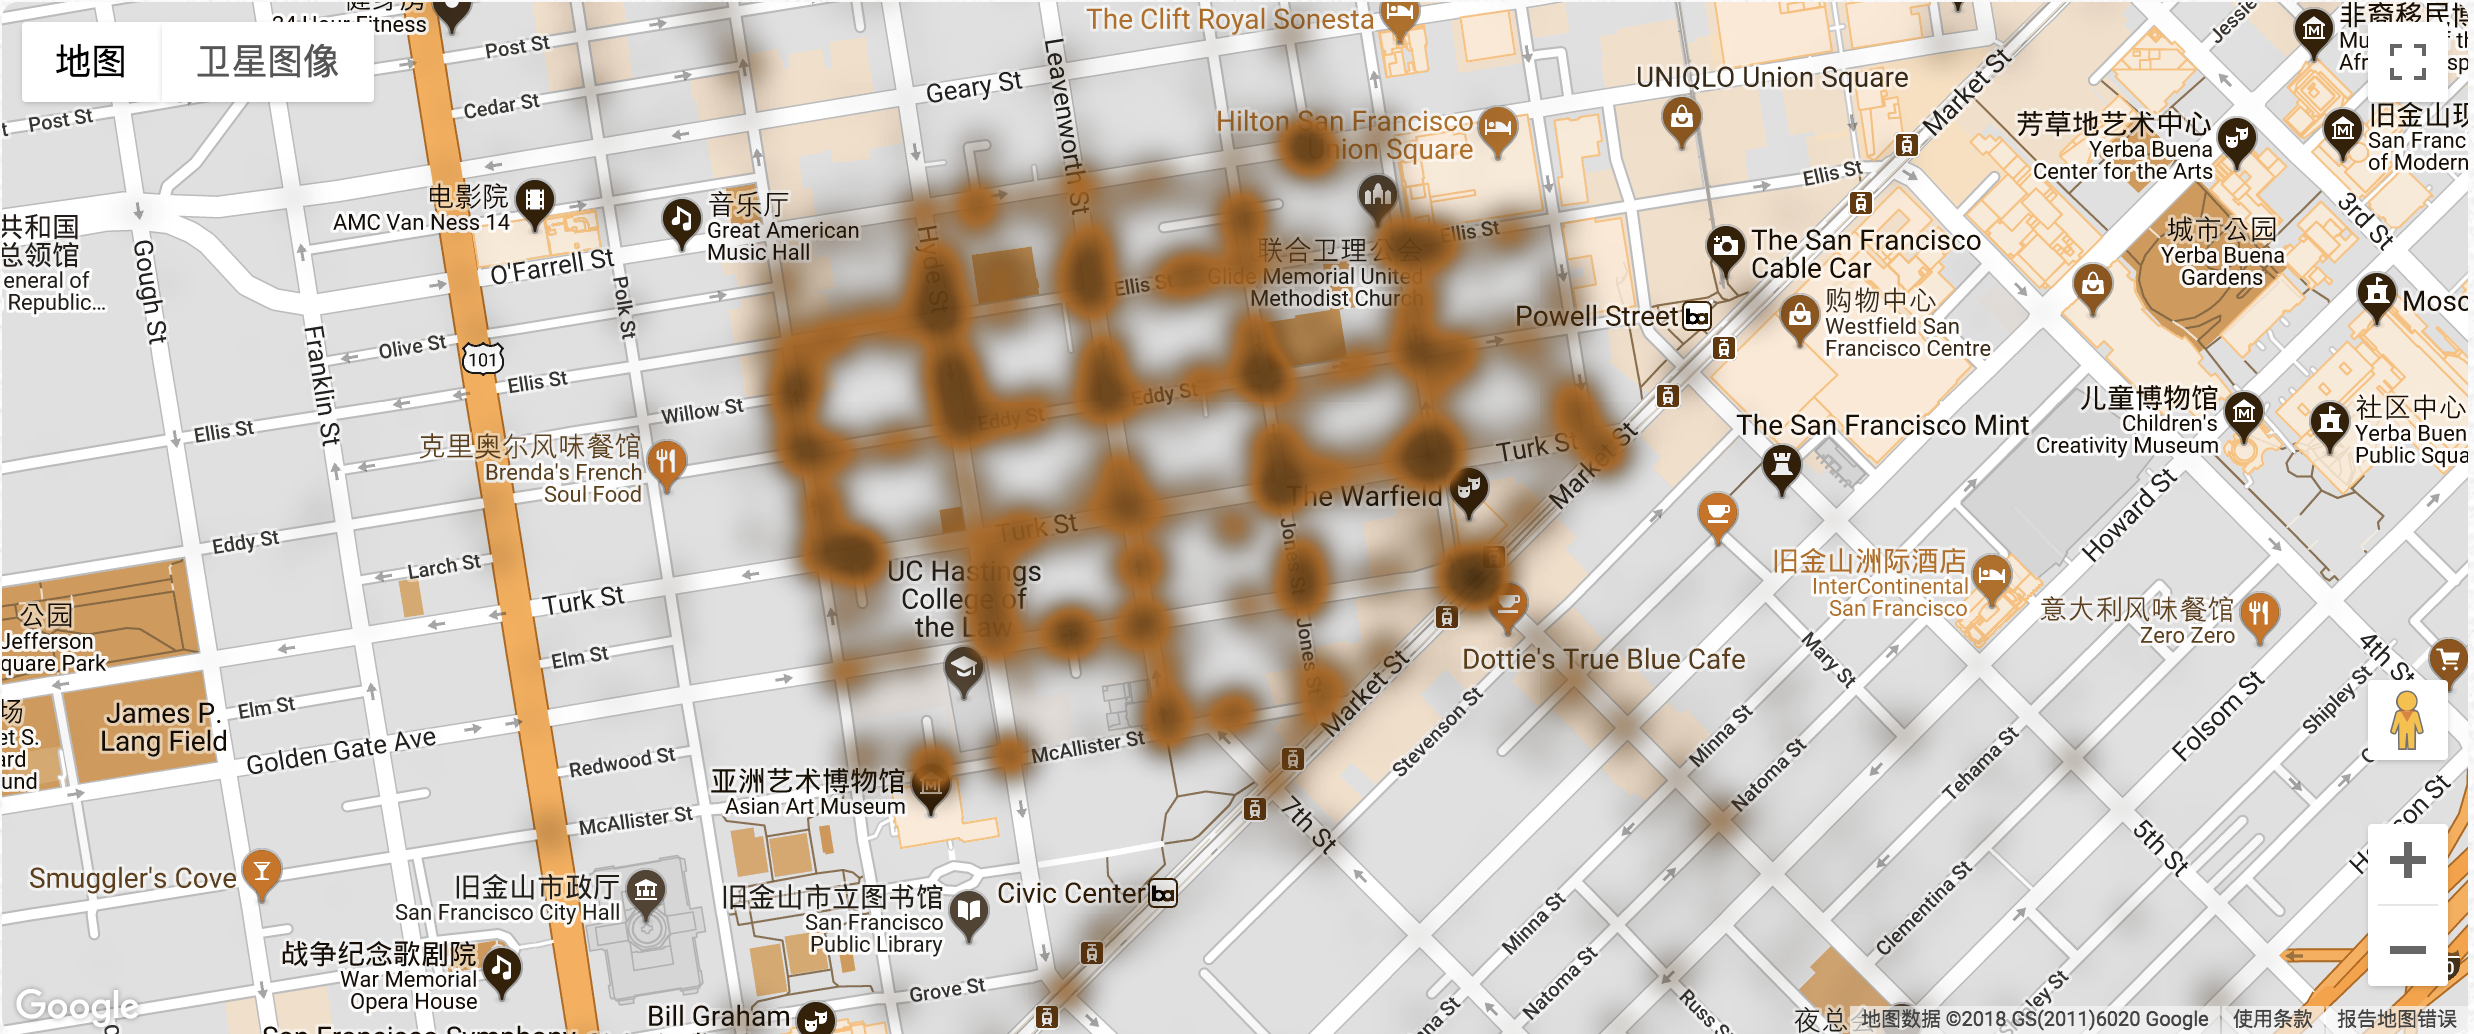 地图
卫星图像
24 Hour Fitness
Post St
The Clift Royal Sonesta
Jessie
Post St
Cedar St
Geary St
Leavenworth St
Hilton San Francisco
Union Square
UNIQLO Union Square
Market St
芳草地艺术中心
Yerba Buena
Center for the Arts
旧金山现
San Franc
of Modern
电影院
AMC Van Ness 14
音乐厅
Great American
Music Hall
共和国
总领馆
eneral of
Republic...
Gough St
Franklin St
O'Farrell St
Polk St
Hyde St
Ellis St
联合卫理公会
Glide Memorial United
Methodist Church
Ellis St
Ellis St
3rd St
The San Francisco
Cable Car
城市公园
Yerba Buena
Gardens
Mosc
Powell Street
购物中心
Westfield San
Francisco Centre
Olive St
101
Ellis St
Willow St
Ellis St
Eddy St
Eddy St
克里奥尔风味餐馆
Brenda's French
Soul Food
Turk St
Market St
The San Francisco Mint
儿童博物馆
Children's
Creativity Museum
社区中心
Yerba Buen
Public Squa
The Warfield
Howard St
Eddy St
Larch St
Turk St
Turk St
Jones St
Jones St
UC Hastings
College of
the Law
旧金山洲际酒店
InterContinental
San Francisco
意大利风味餐馆
Zero Zero
公园
Jefferson
quare Park
Elm St
Elm St
James P.
Lang Field
Golden Gate Ave
场
et S.
ard
und
Dottie's True Blue Cafe
Mary St
4th St
Shipley St
Folsom St
Market St
Stevenson St
Minna St
Natoma St
Tehama St
Redwood St
McAllister St
McAllister St
亚洲艺术博物馆
Asian Art Museum
7th St
5th St
Smuggler's Cove
旧金山市政厅
San Francisco City Hall
旧金山市立图书馆
San Francisco
Public Library
Civic Center
Minna St
Natoma St
Clementina St
战争纪念歌剧院
War Memorial
Opera House
Grove St
Bill Graham
Russ St
Google
地图数据 ©2018 GS(2011)6020 Google
使用条款
报告地图错误